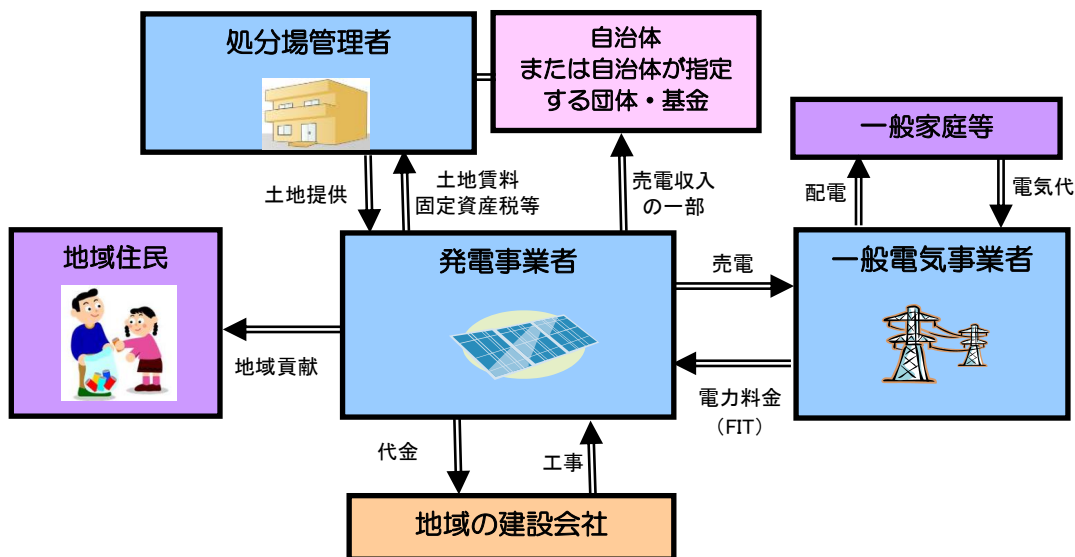 処分場管理者
自治体
または自治体が指定
する団体・基金
一般家庭等
土地提供
土地賃料
固定資産税等
売電収入
の一部
配電
電気代
地域住民
発電事業者
売電
一般電気事業者
地域貢献
電力料金
(FIT)
代金
工事
地域の建設会社